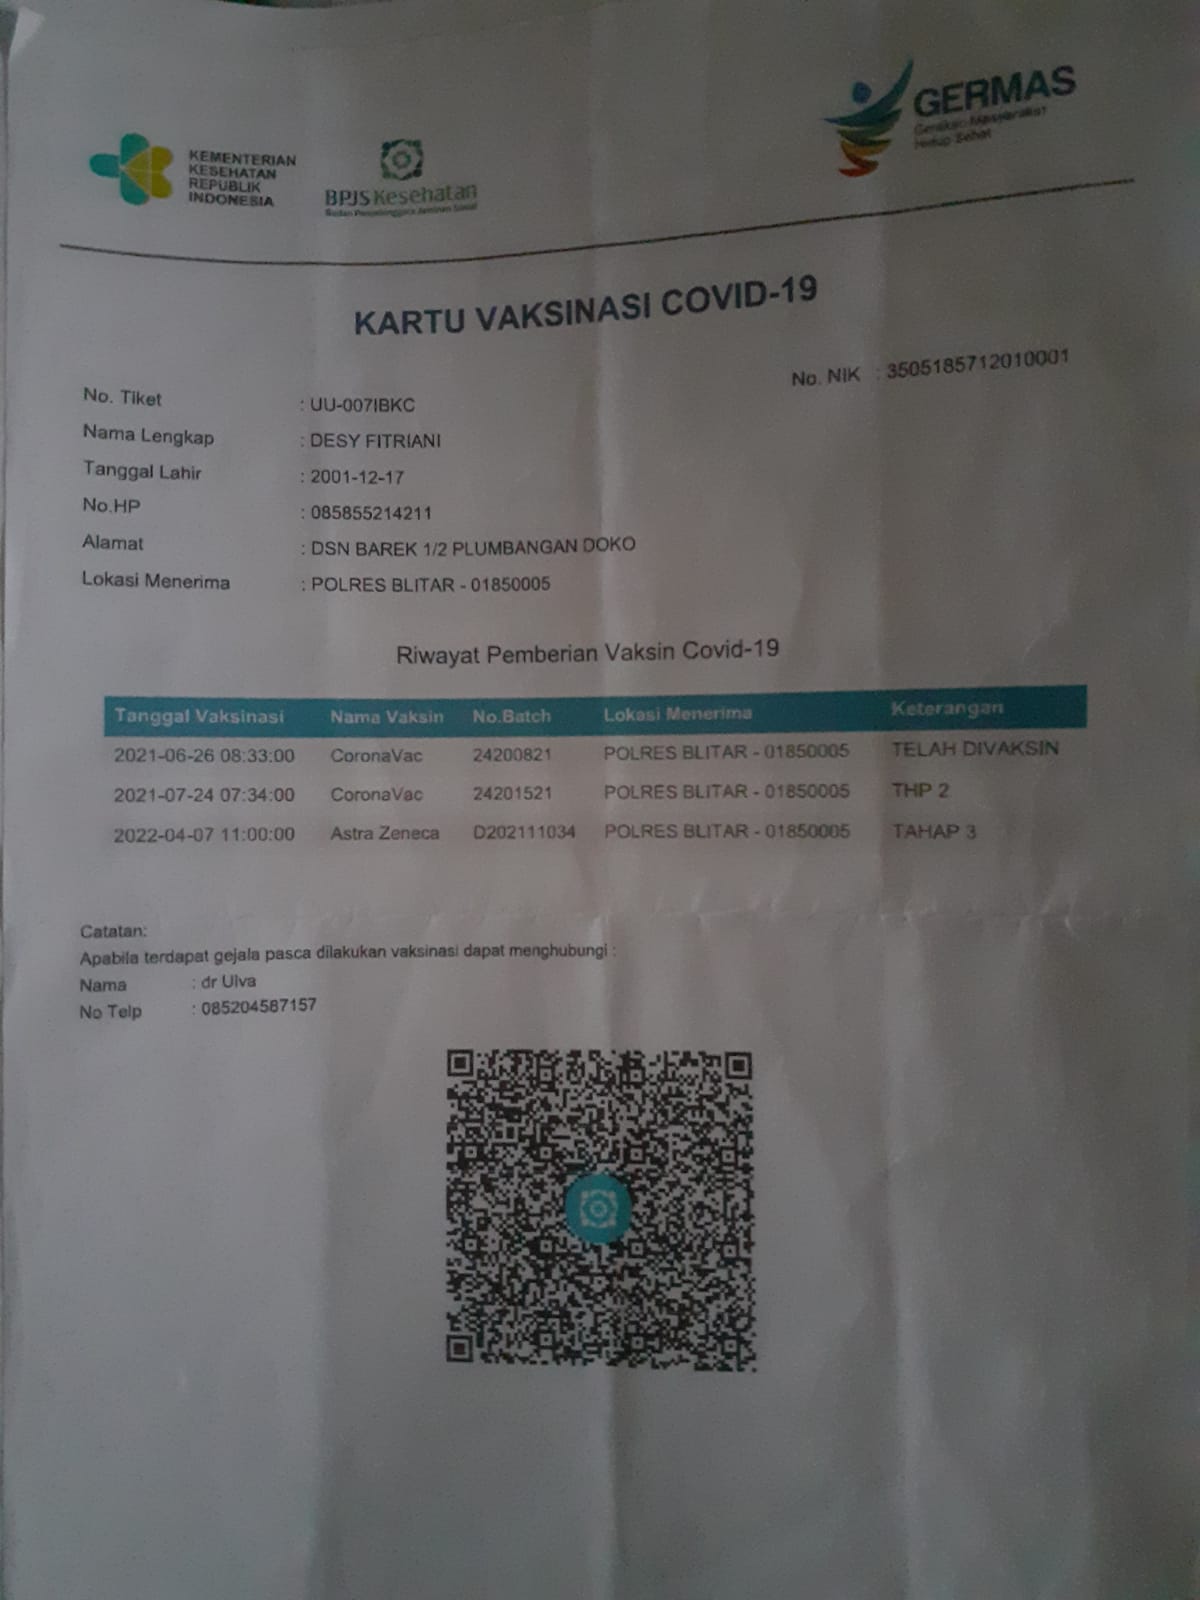 KEMENTERIAN
KESEHATAN
REPUBLIK
INDONESIA
BPJS Kesehatan
Badan Penyelenggara Jaminan Sosial
GERMAS
Gerakan Masyarakat
Hidup Sehat
KARTU VAKSINASI COVID-19
No. NIK : 3505185712010001
No. Tiket : UU-007IBKC
Nama Lengkap : DESY FITRIANI
Tanggal Lahir : 2001-12-17
No.HP : 085855214211
Alamat : DSN BAREK 1/2 PLUMBANGAN DOKO
Lokasi Menerima : POLRES BLITAR - 01850005
Riwayat Pemberian Vaksin Covid-19
Tanggal Vaksinasi Nama Vaksin No.Batch Lokasi Menerima Keterangan
2021-06-26 08:33:00 CoronaVac 24200821 POLRES BLITAR - 01850005 TELAH DIVAKSIN
2021-07-24 07:34:00 CoronaVac 24201521 POLRES BLITAR - 01850005 THP 2
2022-04-07 11:00:00 Astra Zeneca D202111034 POLRES BLITAR - 01850005 TAHAP 3
Catatan:
Apabila terdapat gejala pasca dilakukan vaksinasi dapat menghubungi :
Nama : dr Ulva
No Telp : 085204587157